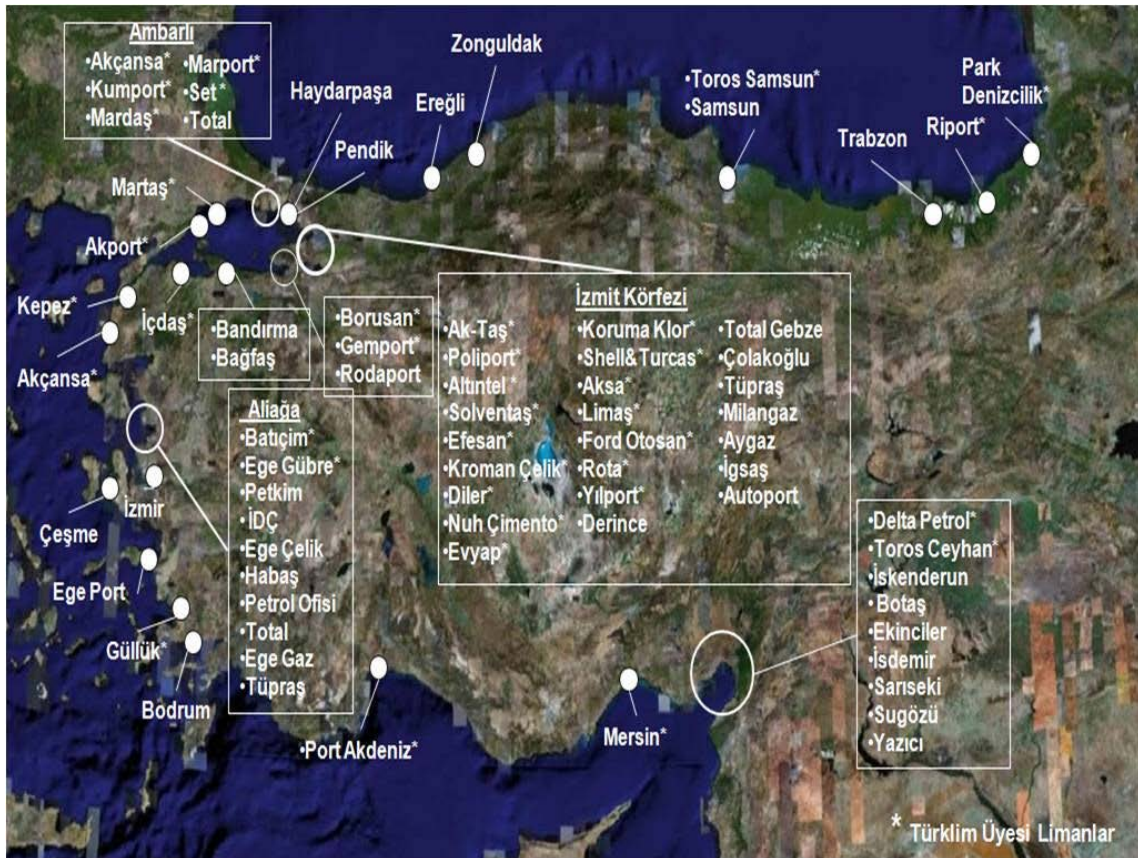 Ambarlı
•Akçansa* •Marport*
•Kumport* •Set*
•Mardaş* •Total
Haydarpaşa
Pendik
Zonguldak
Ereğli
•Toros Samsun*
•Samsun
Trabzon
Park
Denizcilik*
Riport*
Martaş*
Akport*
Kepez*
İçdaş*
Akçansa*
•Bandırma
•Bağfaş
•Borusan*
•Gemport*
•Rodaport
İzmit Körfezi
•Ak-Taş* •Koruma Klor* •Total Gebze
•Poliport* •Shell&Turcas* •Çolakoğlu
•Altıntel* •Aksa* •Tüpraş
•Solventaş* •Limaş* •Milangaz
•Efesan* •Ford Otosan* •Aygaz
•Kroman Çelik* •Rota* •İgsaş
•Diler* •Yılport* •Autoport
•Nuh Çimento* •Derince
•Evyap*
Aliağa
•Batıçim*
•Ege Gübre*
•Petkim
•İDÇ
•Ege Çelik
•Habaş
•Petrol Ofisi
•Total
•Ege Gaz
•Tüpraş
İzmir
Çeşme
Ege Port
Güllük*
Bodrum
•Port Akdeniz*
Mersin*
•Delta Petrol*
•Toros Ceyhan*
•İskenderun
•Botaş
•Ekinciler
•İsdemir
•Sarıseki
•Sugözü
•Yazıcı
* Türklim Üyesi Limanlar